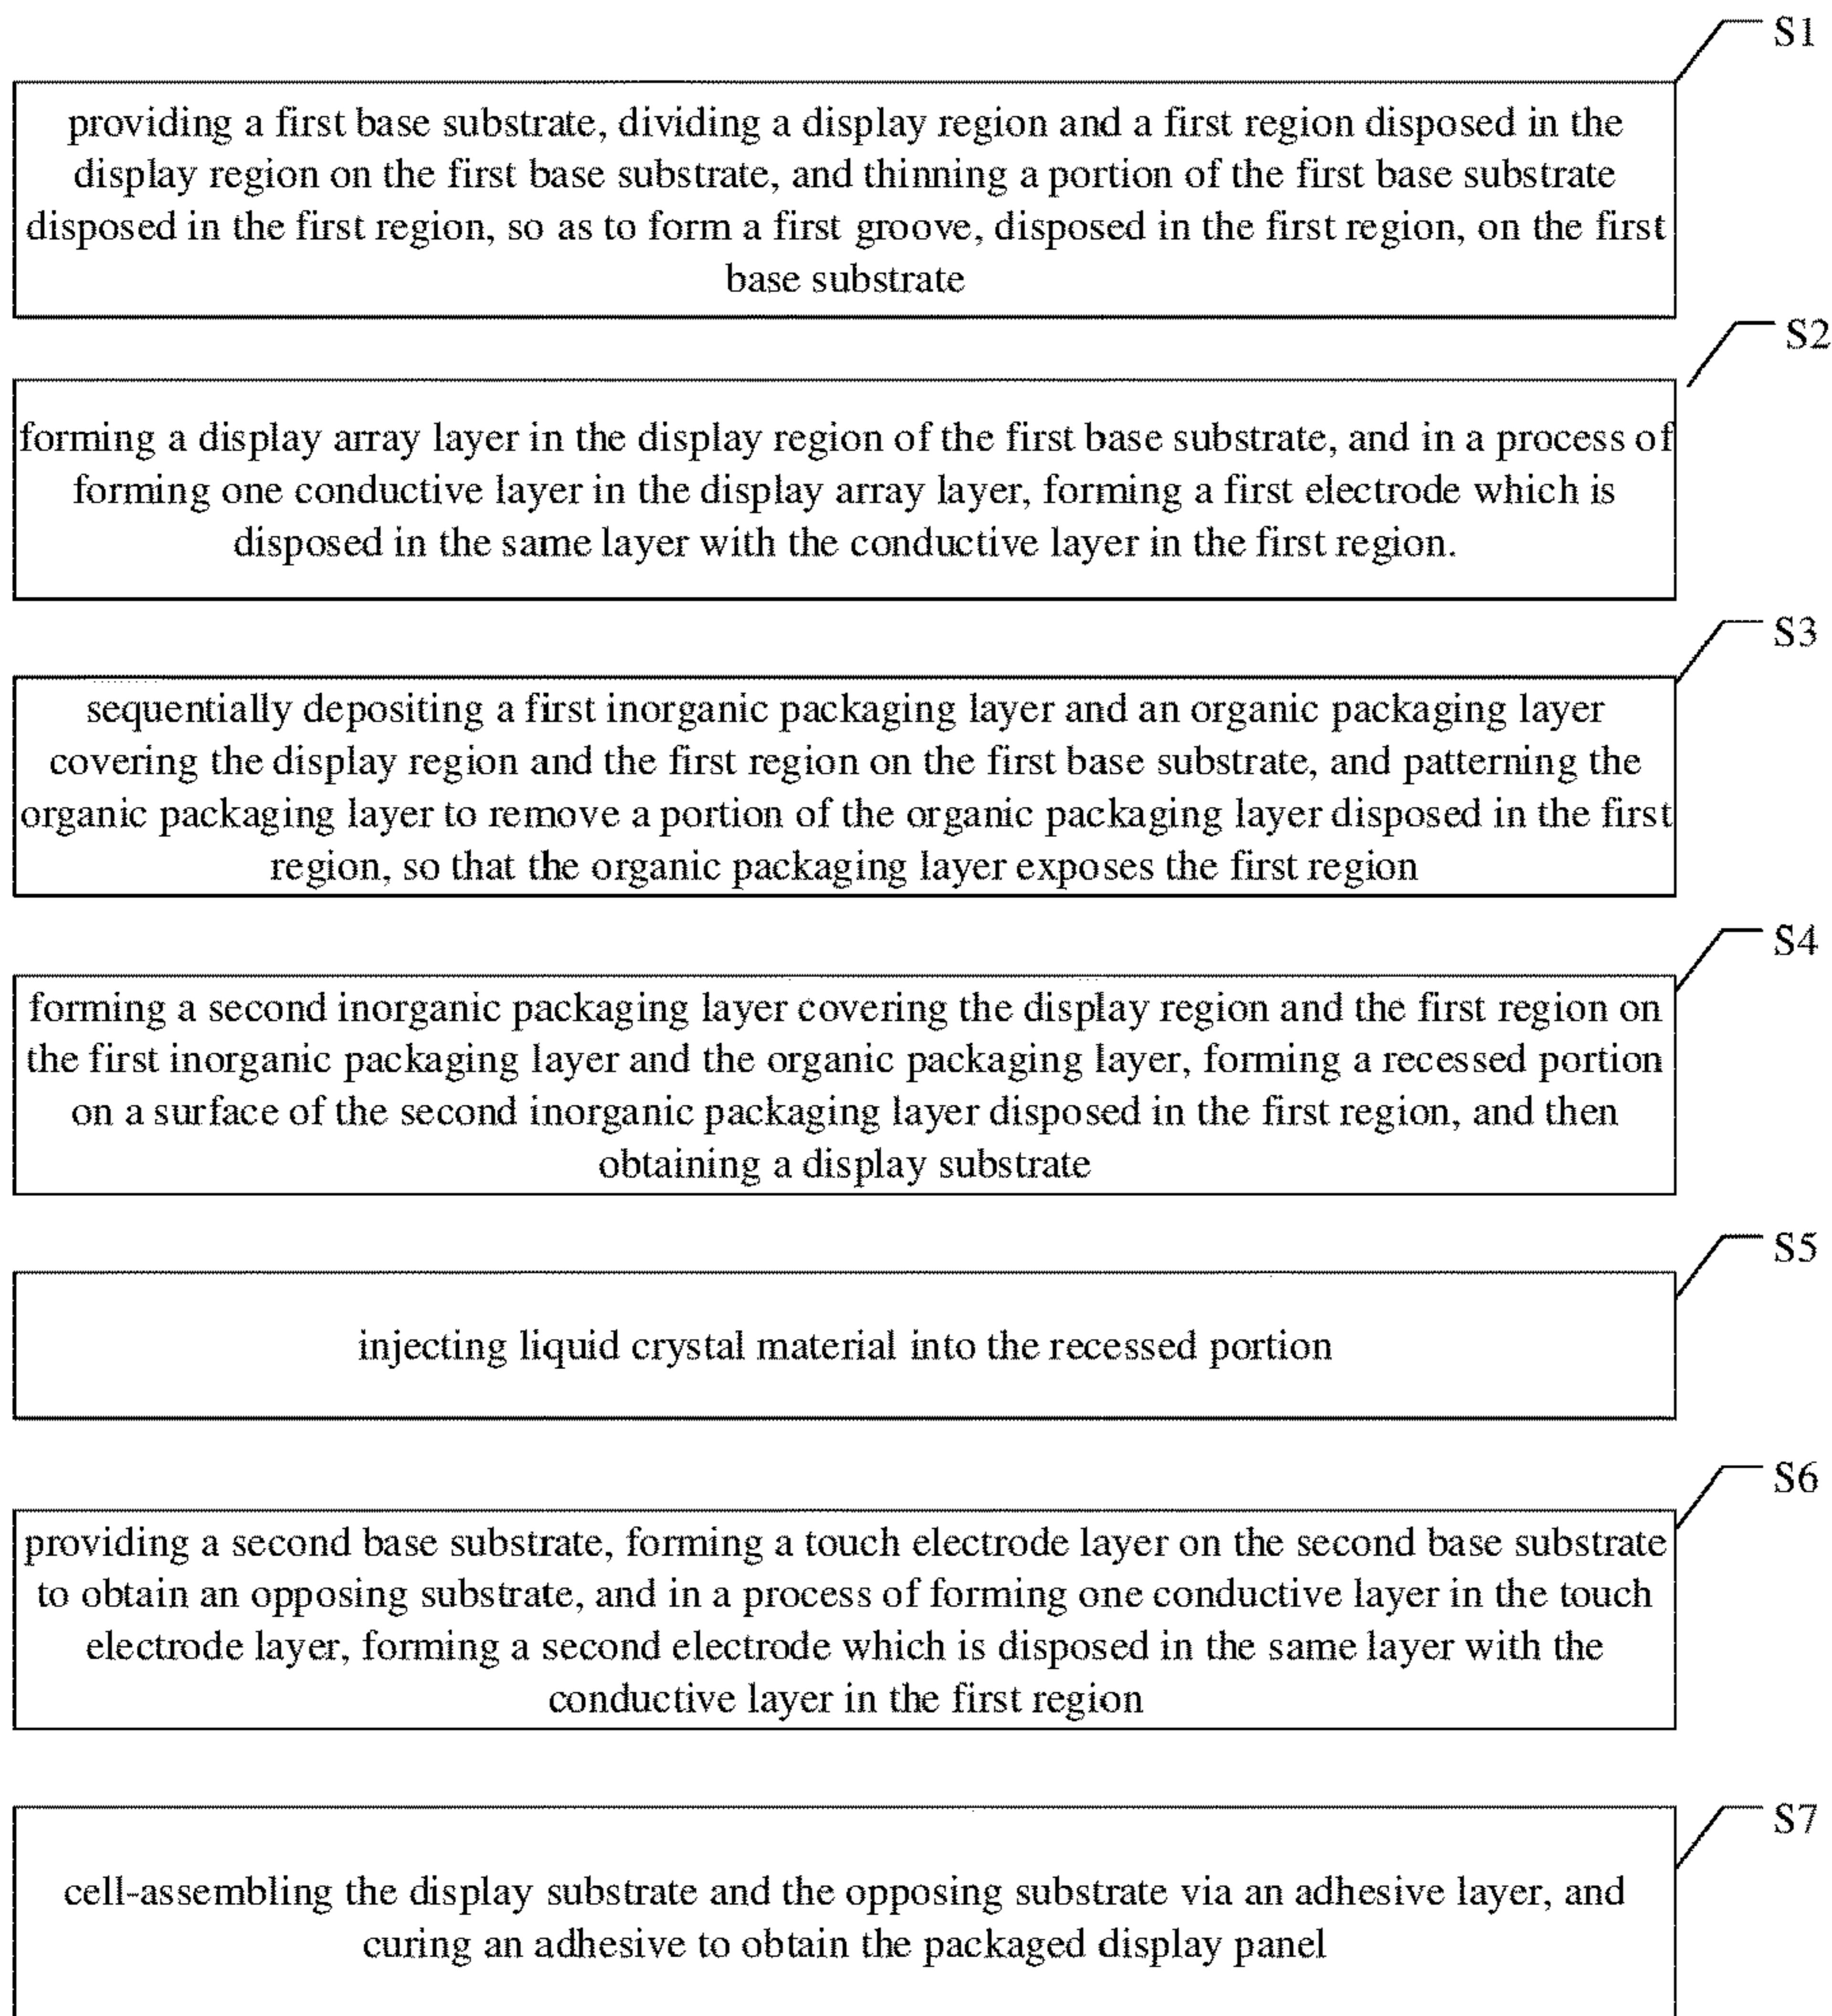 S1
providing a first base substrate, dividing a display region and a first region disposed in the
display region on the first base substrate, and thinning a portion of the first base substrate
disposed in the first region, so as to form a first groove, disposed in the first region, on the first
base substrate
S2
forming a display array layer in the display region of the first base substrate, and in a process of
forming one conductive layer in the display array layer, forming a first electrode which is
disposed in the same layer with the conductive layer in the first region.
S3
sequentially depositing a first inorganic packaging layer and an organic packaging layer
covering the display region and the first region on the first base substrate, and patterning the
organic packaging layer to remove a portion of the organic packaging layer disposed in the first
region, so that the organic packaging layer exposes the first region
S4
forming a second inorganic packaging layer covering the display region and the first region on
the first inorganic packaging layer and the organic packaging layer, forming a recessed portion
on a surface of the second inorganic packaging layer disposed in the first region, and then
obtaining a display substrate
S5
injecting liquid crystal material into the recessed portion
S6
providing a second base substrate, forming a touch electrode layer on the second base substrate
to obtain an opposing substrate, and in a process of forming one conductive layer in the touch
electrode layer, forming a second electrode which is disposed in the same layer with the
conductive layer in the first region
S7
cell-assembling the display substrate and the opposing substrate via an adhesive layer, and
curing an adhesive to obtain the packaged display panel